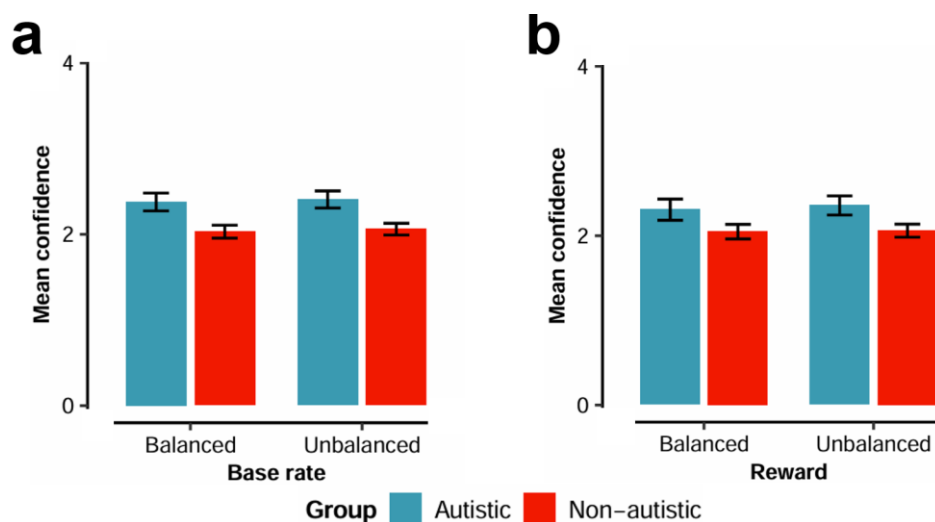 a
4
2
0
Mean confidence
Balanced
Unbalanced
Base rate
b
4
2
0
Mean confidence
Balanced
Unbalanced
Reward
Group Autistic Non-autistic